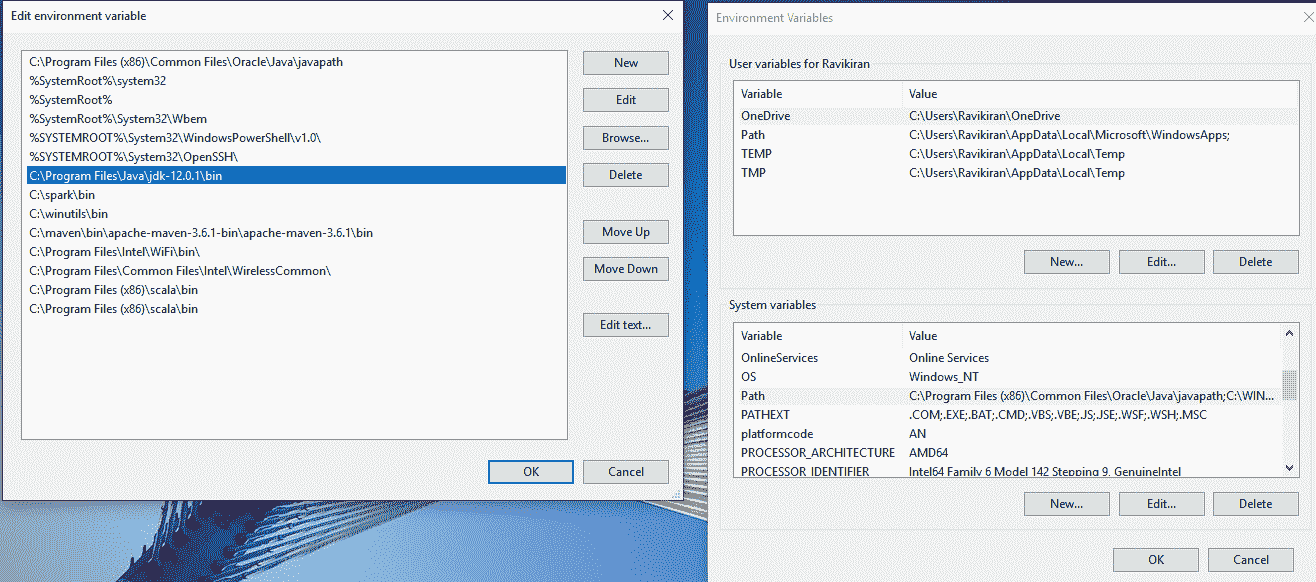 Edit environment variable
C:\Program Files (x86)\Common Files\Oracle\Java\javapath
%SystemRoot%\system32
%SystemRoot%
%SystemRoot%\System32\Wbem
%SYSTEMROOT%\System32\WindowsPowerShell\v1.0\
%SYSTEMROOT%\System32\OpenSSH\
C:\Program Files\Java\jdk-12.0.1\bin
C:\spark\bin
C:\winutils\bin
C:\maven\bin\apache-maven-3.6.1-bin\apache-maven-3.6.1\bin
C:\Program Files\Intel\WiFi\bin\
C:\Program Files\Common Files\Intel\WirelessCommon\
C:\Program Files (x86)\scala\bin
C:\Program Files (x86)\scala\bin
New
Edit
Browse...
Delete
Move Up
Move Down
Edit text...
OK Cancel
Environment Variables
User variables for Ravikiran
Variable Value
OneDrive C:\Users\Ravikiran\OneDrive
Path C:\Users\Ravikiran\AppData\Local\Microsoft\WindowsApps;
TEMP C:\Users\Ravikiran\AppData\Local\Temp
TMP C:\Users\Ravikiran\AppData\Local\Temp
New... Edit... Delete
System variables
Variable Value
OnlineServices Online Services
OS Windows_NT
Path C:\Program Files (x86)\Common Files\Oracle\Java\javapath;C:\WIN...
PATHEXT .COM;.EXE;.BAT;.CMD;.VBS;.VBE;.JS;.JSE;.WSF;.WSH;.MSC
platformcode AN
PROCESSOR_ARCHITECTURE AMD64
PROCESSOR_IDENTIFIER Intel64 Family 6 Model 142 Stepping 9, GenuineIntel
New... Edit... Delete
OK Cancel